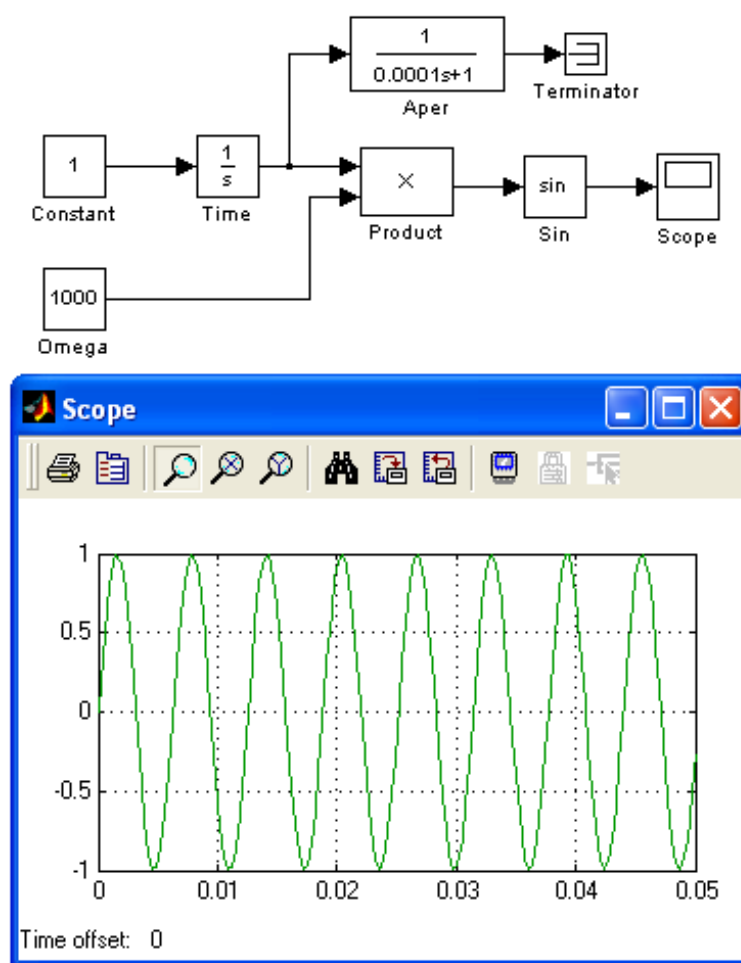 1
0.0001s+1
Aper
Terminator
1
Constant
1
s
Time
×
Product
sin
Sin
Scope
1000
Omega
Scope
1
0.5
0
-0.5
-1
0 0.01 0.02 0.03 0.04 0.05
Time offset: 0